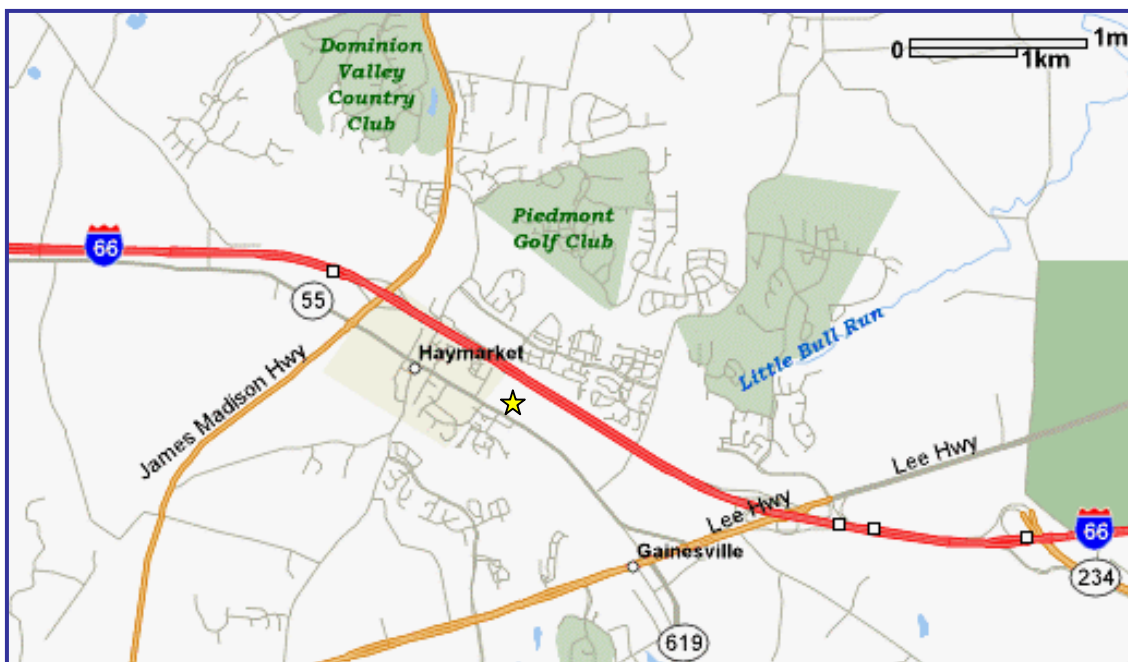 Dominion
Valley
Country
Club
0
1m
1km
Piedmont
Golf Club
66
55
Haymarket
James Madison Hwy
Little Bull Run
Lee Hwy
Lee Hwy
Gainesville
66
234
619